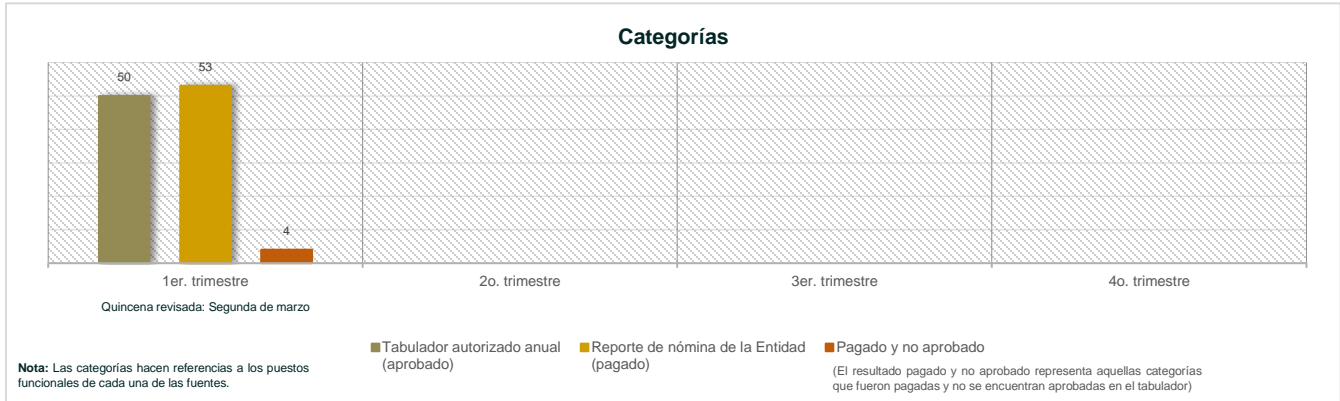 Categorías
50
53
4
1er. trimestre
2o. trimestre
3er. trimestre
4o. trimestre
Quincena revisada: Segunda de marzo
Tabulador autorizado anual
(aprobado)
Reporte de nómina de la Entidad
(pagado)
Pagado y no aprobado
(El resultado pagado y no aprobado representa aquellas categorías
que fueron pagadas y no se encuentran aprobadas en el tabulador)
Nota: Las categorías hacen referencias a los puestos
funcionales de cada una de las fuentes.